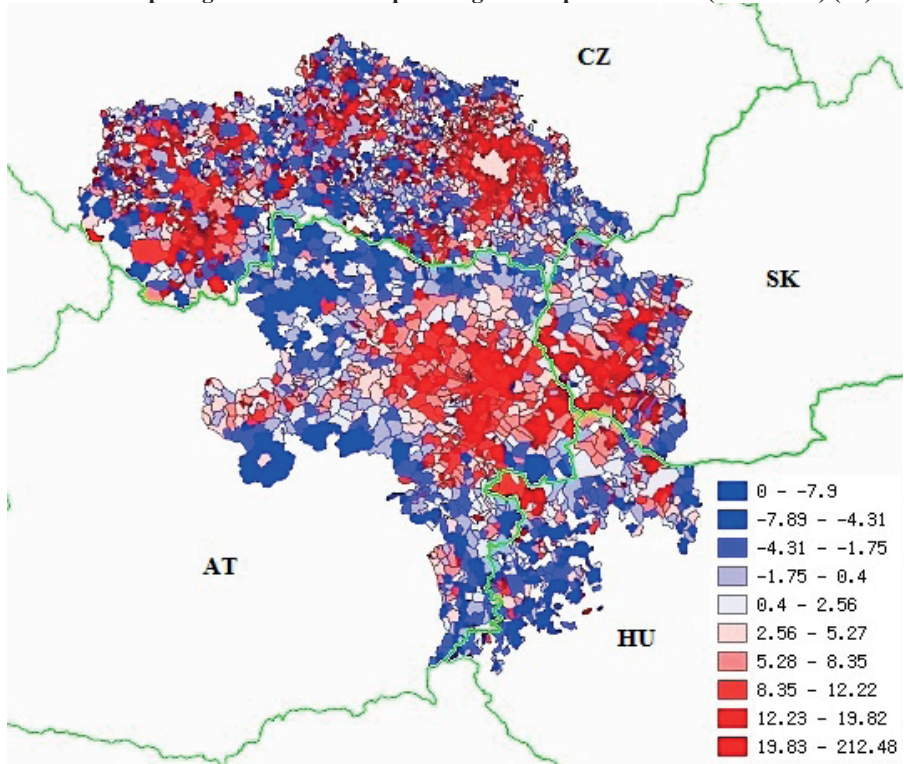 CZ
SK
AT
HU
0 - -7.9
-7.89 - -4.31
-4.31 - -1.75
-1.75 - 0.4
0.4 - 2.56
2.56 - 5.27
5.28 - 8.35
8.35 - 12.22
12.23 - 19.82
19.83 - 212.48